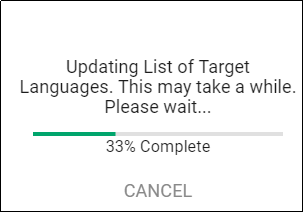 Updating List of Target
Languages. This may take a while.
Please wait...
33% Complete
CANCEL